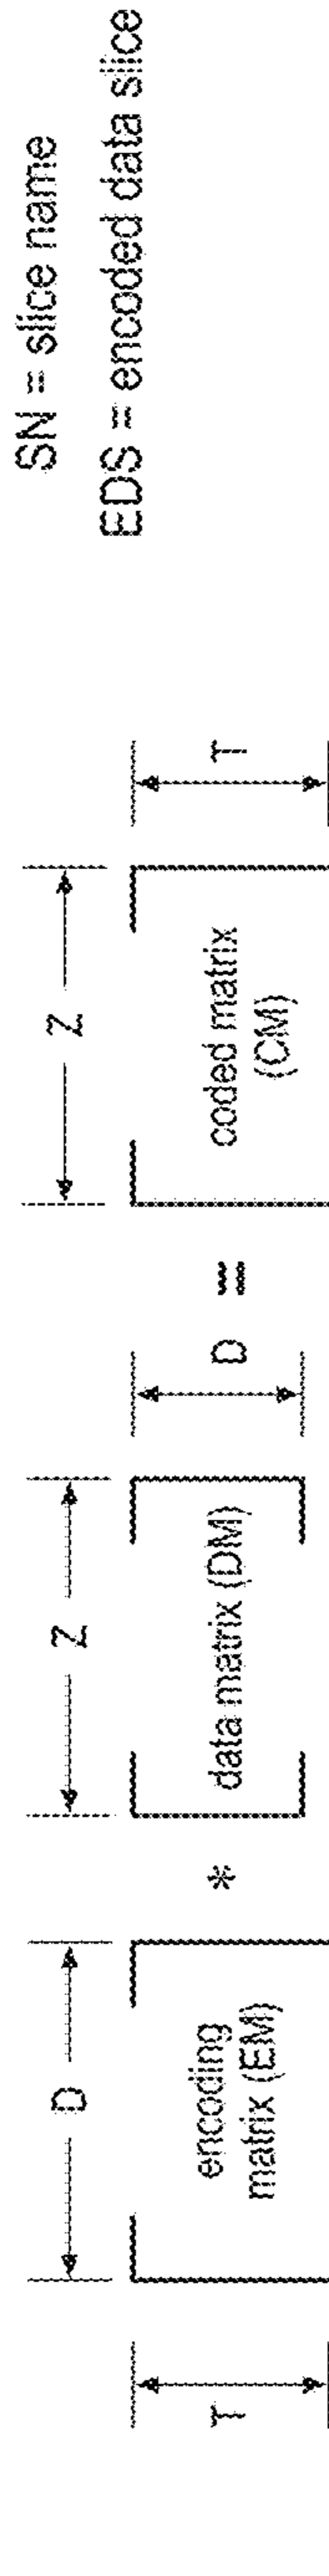 SN = slice name
EDS = encoded data slice
D
Z
Z
T
encoding
matrix (EM)
*
data matrix (DM)
D
=
coded matrix
(CM)
T